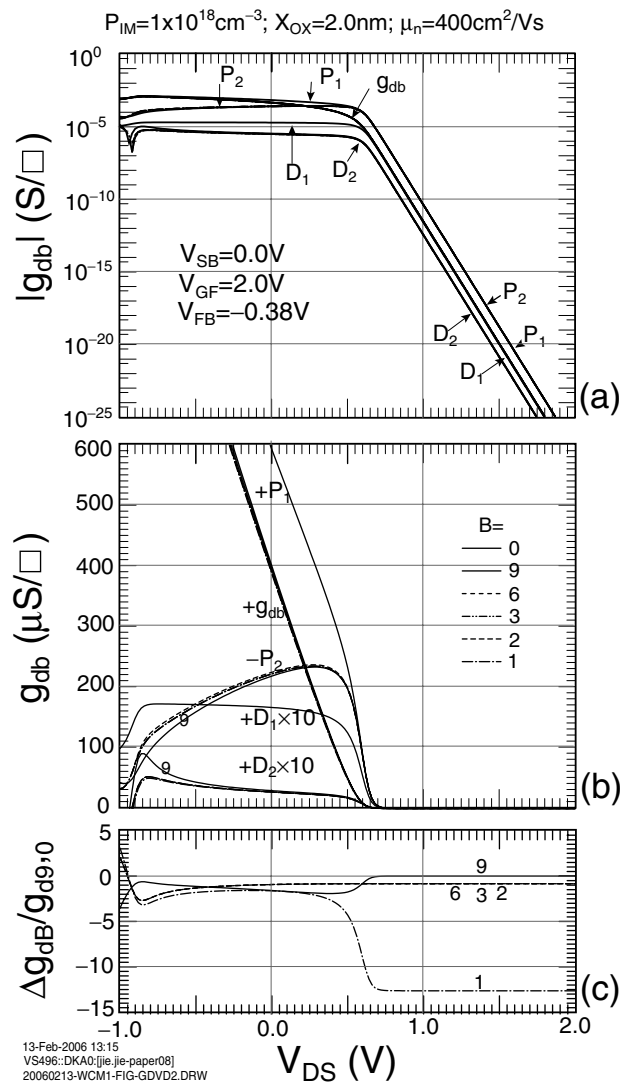 P_IM=1x10^18cm^−3; X_OX=2.0nm; μ_n=400cm^2/Vs
10^0
P_2
P_1
g_db
10^−5
D_1
D_2
10^−10
V_SB=0.0V
V_GF=2.0V
V_FB=−0.38V
10^−15
P_2
D_2
P_1
10^−20
D_1
10^−25
|g_db| (S/□)
(a)
600
+P_1
B=
500
0
9
400
6
3
+g_db
300
2
1
−P_2
200
9
+D_1×10
100
9
+D_2×10
0
g_db (μS/□)
(b)
5
9
0
6 3 2
−5
−10
1
−15
Δg_dB/g_d9,0
(c)
−1.0 0.0 1.0 2.0
V_DS (V)
13-Feb-2006 13:15
VS496::DKA0:[jie.jie-paper08]
20060213-WCM1-FIG-GDVD2.DRW